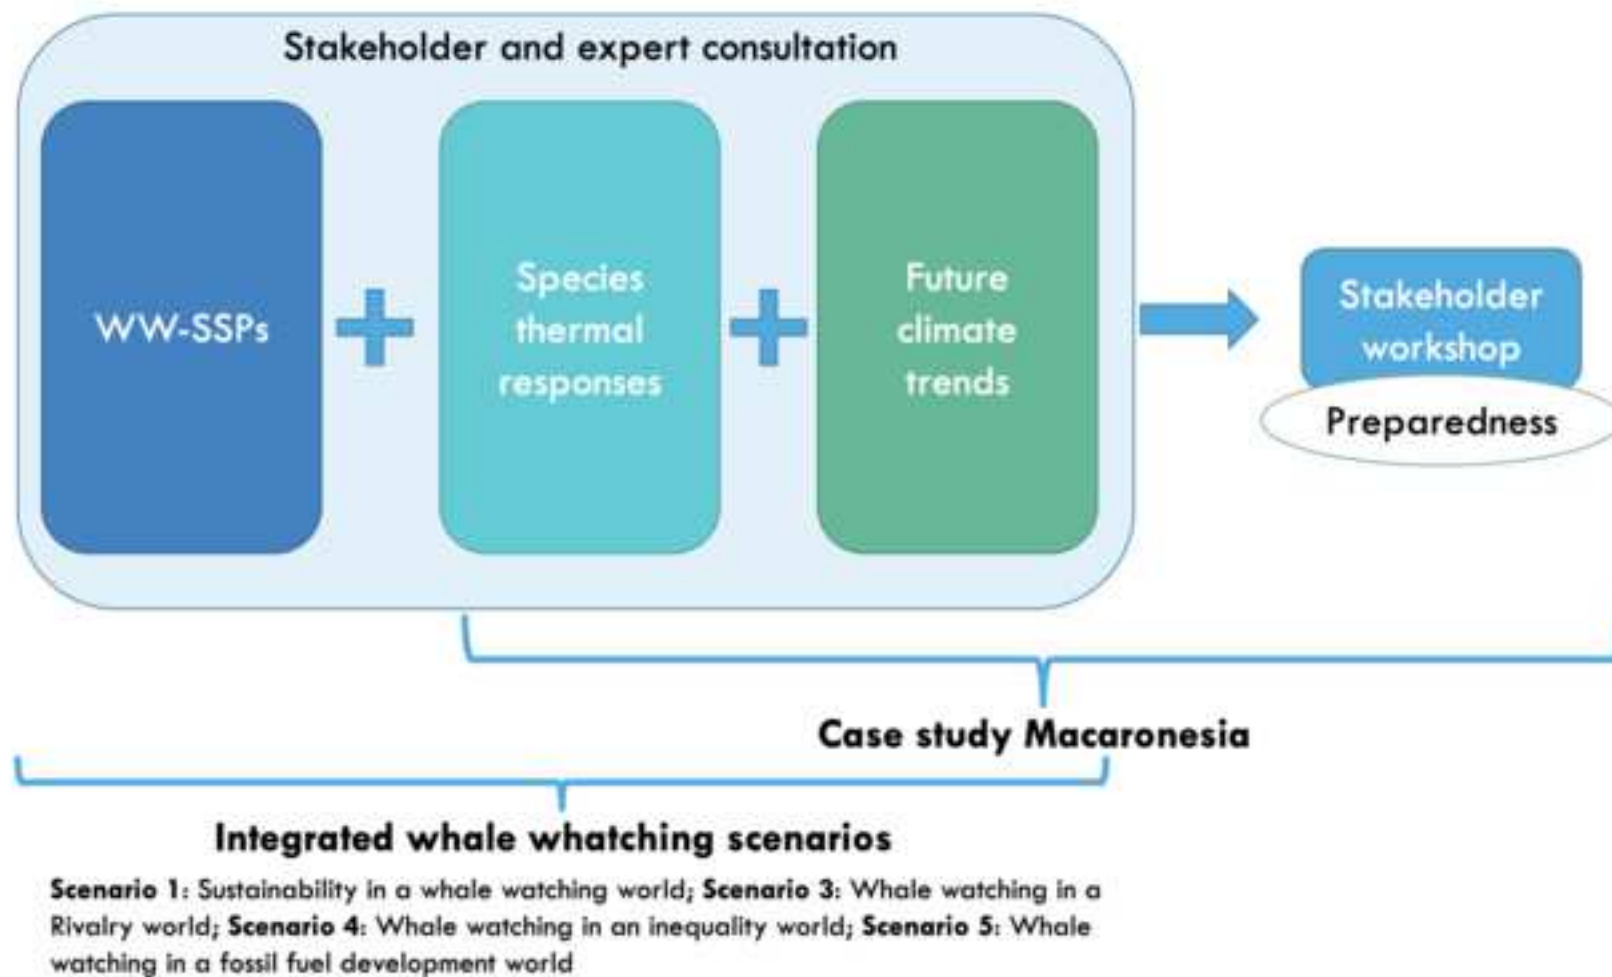 Stakeholder and expert consultation
WW-SSPs
Species
thermal
responses
Future
climate
trends
Stakeholder
workshop
Preparedness
Case study Macaronesia
Integrated whale whatching scenarios
Scenario 1: Sustainability in a whale watching world; Scenario 3: Whale watching in a
Rivalry world; Scenario 4: Whale watching in an inequality world; Scenario 5: Whale
watching in a fossil fuel development world